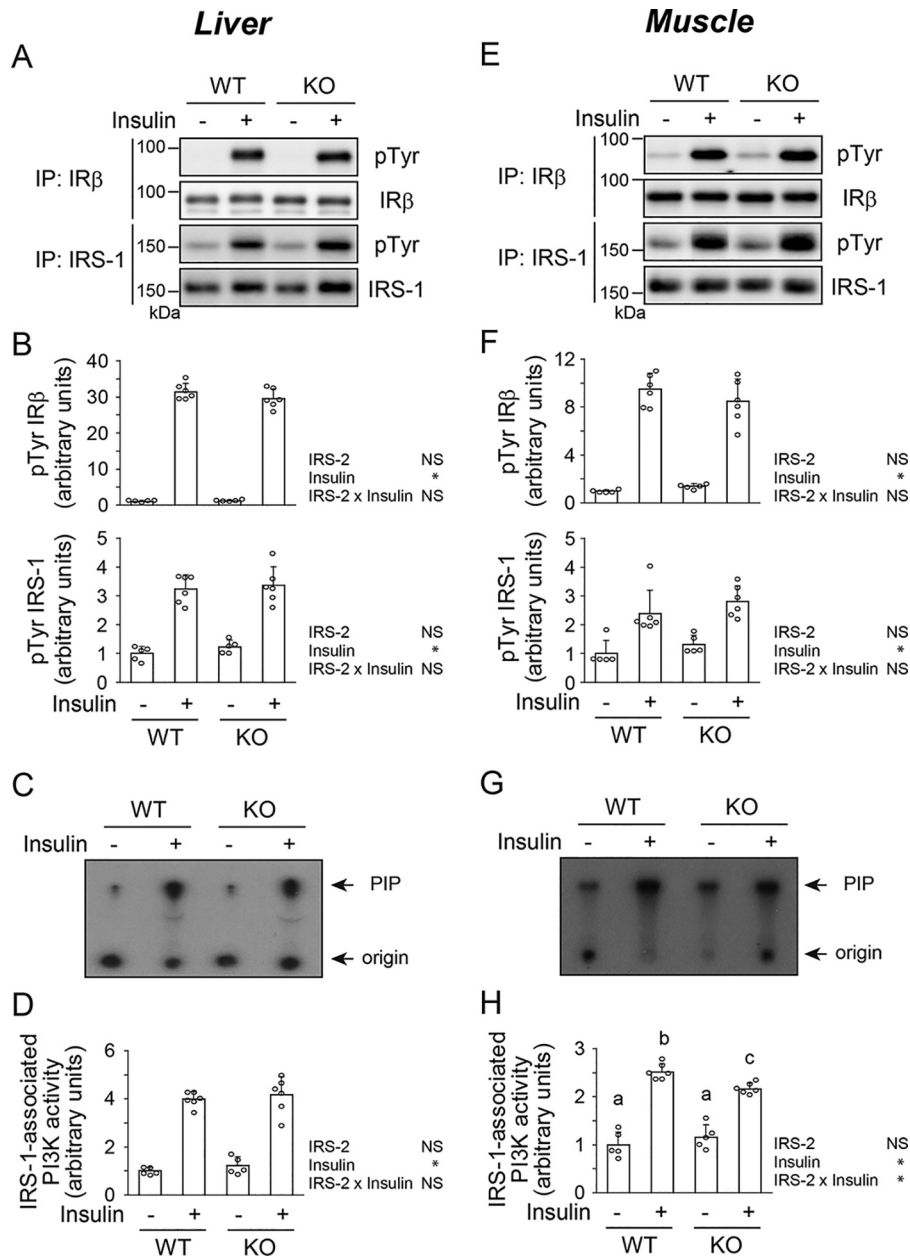 Liver
A
WT KO
Insulin - + - +
IP: IRβ
100
pTyr
100
IRβ
IP: IRS-1
150
pTyr
150
IRS-1
kDa
B
pTyr IRβ
(arbitrary units)
40
30
20
10
0
IRS-2 NS
Insulin *
IRS-2 x Insulin NS
pTyr IRS-1
(arbitrary units)
5
4
3
2
1
0
IRS-2 NS
Insulin *
IRS-2 x Insulin NS
Insulin - + - +
WT KO
C
WT KO
Insulin - + - +
PIP
origin
D
IRS-1-associated
PI3K activity
(arbitrary units)
6
4
2
0
IRS-2 NS
Insulin *
IRS-2 x Insulin NS
Insulin - + - +
WT KO
Muscle
E
WT KO
Insulin - + - +
IP: IRβ
100
pTyr
100
IRβ
IP: IRS-1
150
pTyr
150
IRS-1
kDa
F
pTyr IRβ
(arbitrary units)
12
8
4
0
IRS-2 NS
Insulin *
IRS-2 x Insulin NS
pTyr IRS-1
(arbitrary units)
5
4
3
2
1
0
IRS-2 NS
Insulin *
IRS-2 x Insulin NS
Insulin - + - +
WT KO
G
WT KO
Insulin - + - +
PIP
origin
H
IRS-1-associated
PI3K activity
(arbitrary units)
3
2
1
0
a b a c
IRS-2 NS
Insulin *
IRS-2 x Insulin *
Insulin - + - +
WT KO